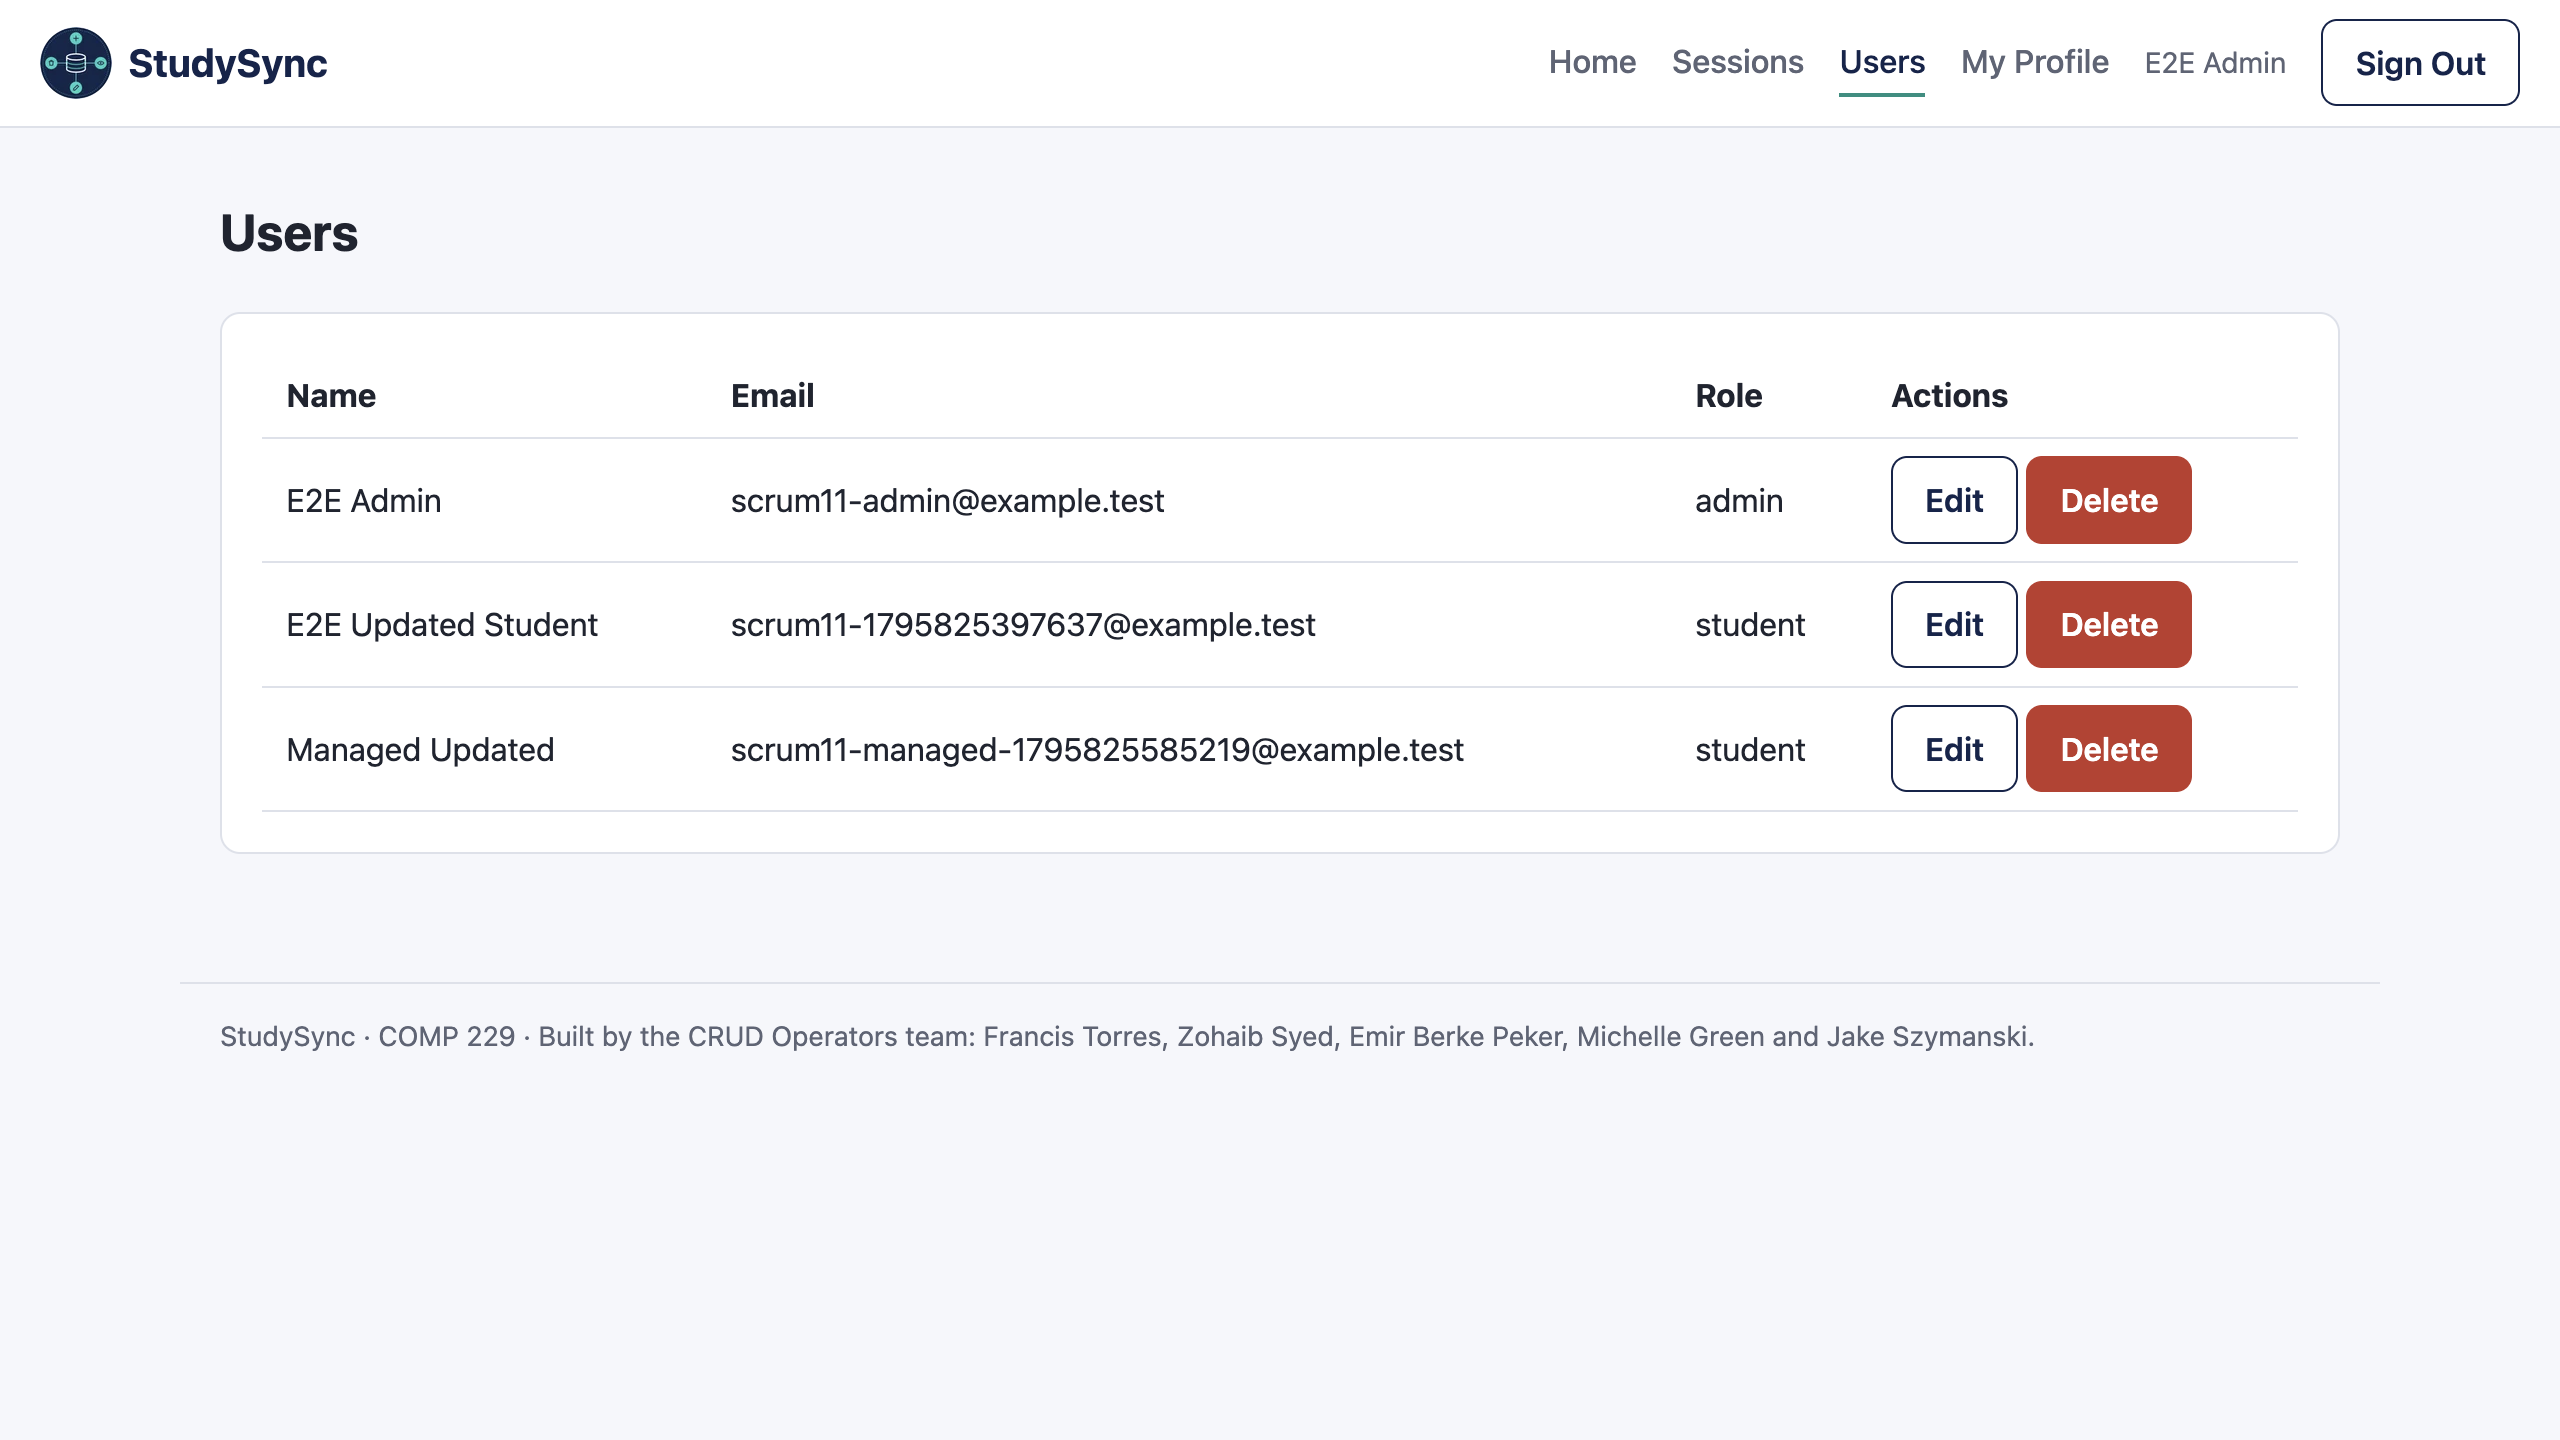 StudySync
Home Sessions Users My Profile E2E Admin Sign Out
Users
Name Email Role Actions
E2E Admin scrum11-admin@example.test admin Edit Delete
E2E Updated Student scrum11-1795825397637@example.test student Edit Delete
Managed Updated scrum11-managed-1795825585219@example.test student Edit Delete
StudySync · COMP 229 · Built by the CRUD Operators team: Francis Torres, Zohaib Syed, Emir Berke Peker, Michelle Green and Jake Szymanski.